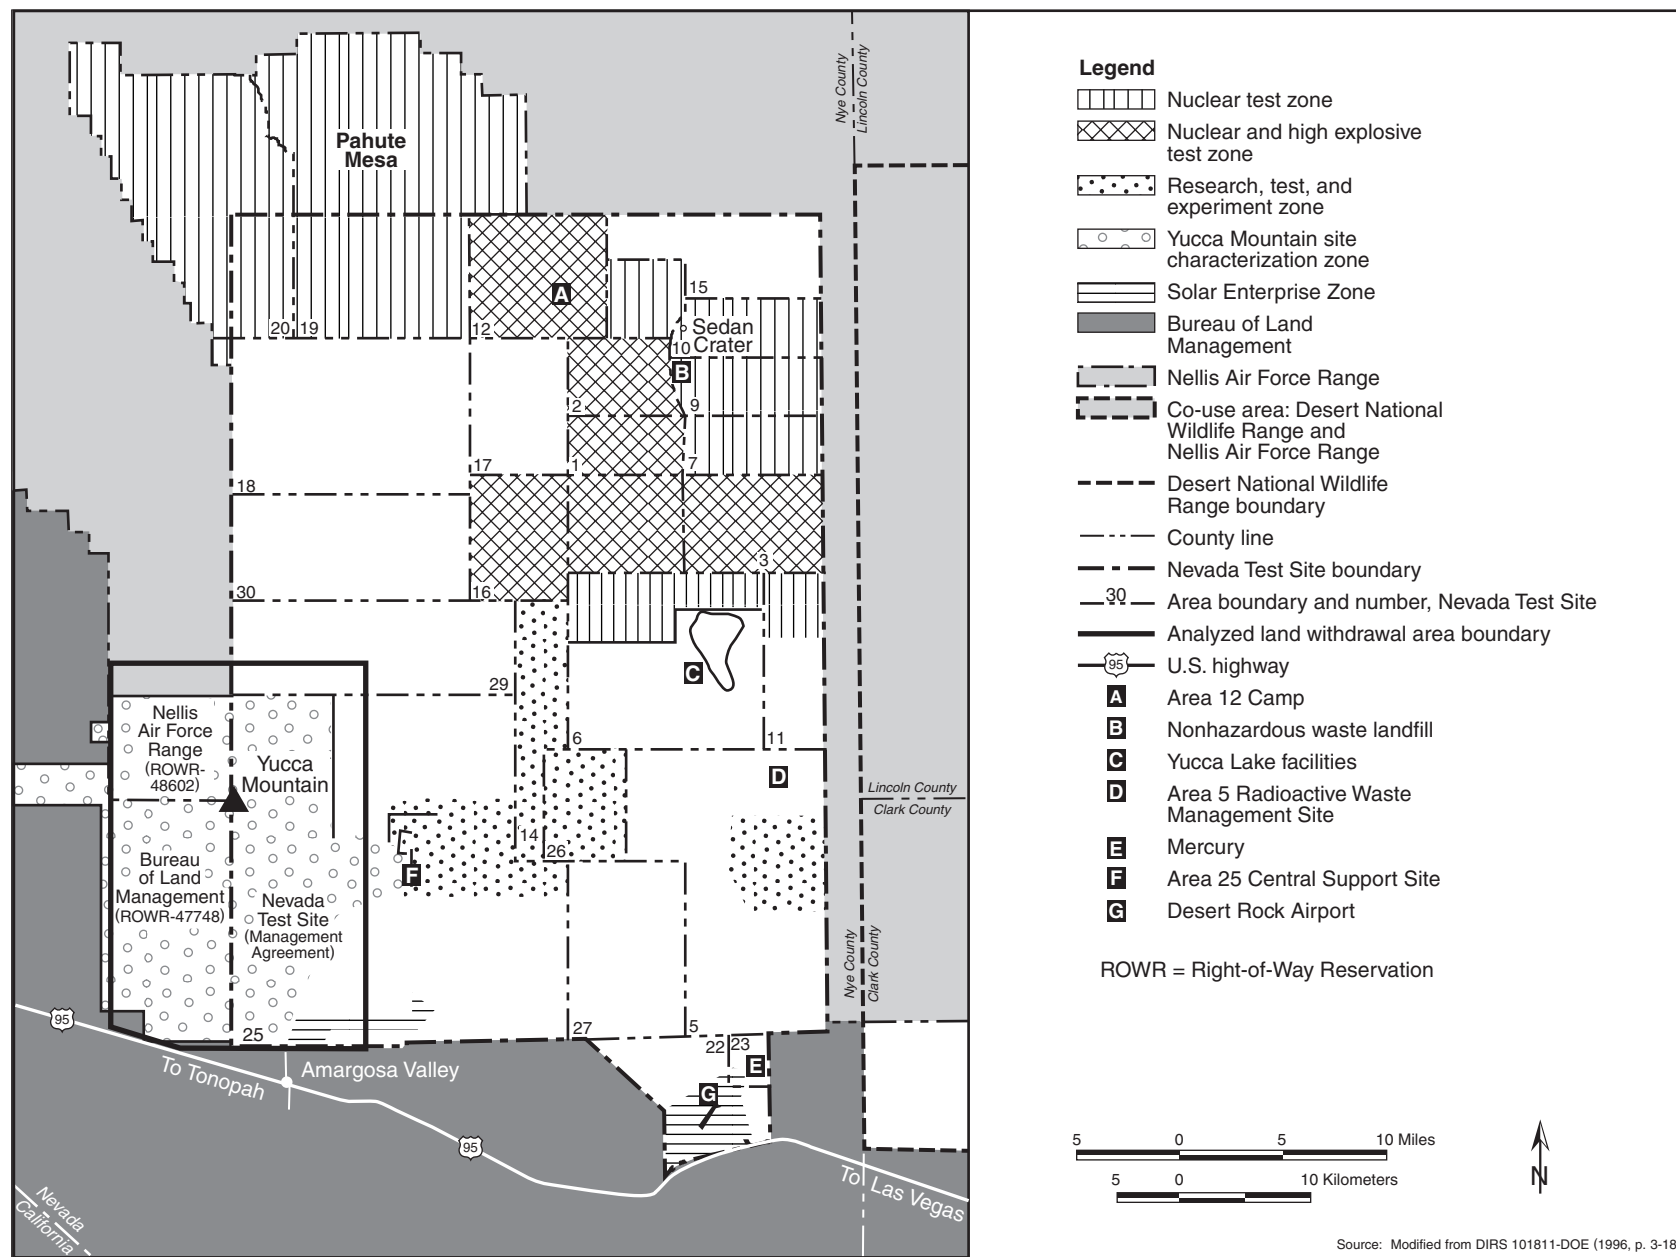 Nye County
Lincoln County
Pahute
Mesa
20
19
12
15
Sedan
Crater
10
A
B
2
9
17
1
7
18
3
30
16
C
29
6
11
Nellis
Air Force
Range
(ROWR-
48602)
Yucca
Mountain
D
Lincoln County
Clark County
14
26
Bureau
of Land
Management
(ROWR-47748)
F
Nevada
Test Site
(Management
Agreement)
Nye County
Clark County
95
25
27
5
22
23
E
G
To Tonopah
Amargosa Valley
95
To Las Vegas
Nevada
California
Legend
Nuclear test zone
Nuclear and high explosive
test zone
Research, test, and
experiment zone
Yucca Mountain site
characterization zone
Solar Enterprise Zone
Bureau of Land
Management
Nellis Air Force Range
Co-use area: Desert National
Wildlife Range and
Nellis Air Force Range
Desert National Wildlife
Range boundary
County line
Nevada Test Site boundary
30 Area boundary and number, Nevada Test Site
Analyzed land withdrawal area boundary
95 U.S. highway
A Area 12 Camp
B Nonhazardous waste landfill
C Yucca Lake facilities
D Area 5 Radioactive Waste
Management Site
E Mercury
F Area 25 Central Support Site
G Desert Rock Airport
ROWR = Right-of-Way Reservation
5 0 5 10 Miles
5 0 10 Kilometers
N
Source: Modified from DIRS 101811-DOE (1996, p. 3-18